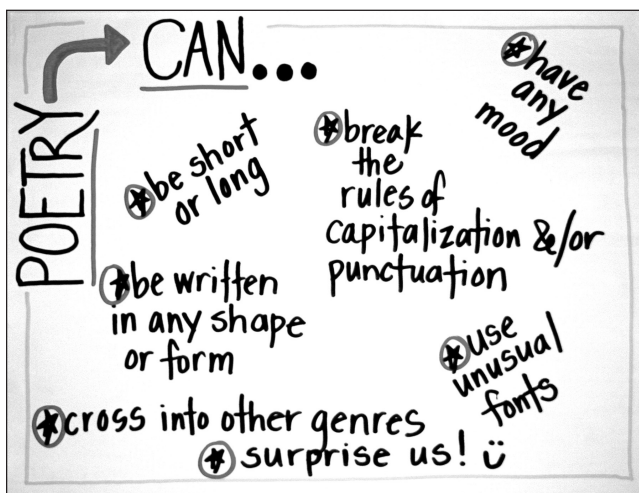 POETRY
CAN...
be short
or long
break
the
rules of
capitalization &/or
punctuation
have
any
mood
be written
in any shape
or form
use
unusual
fonts
cross into other genres
surprise us!